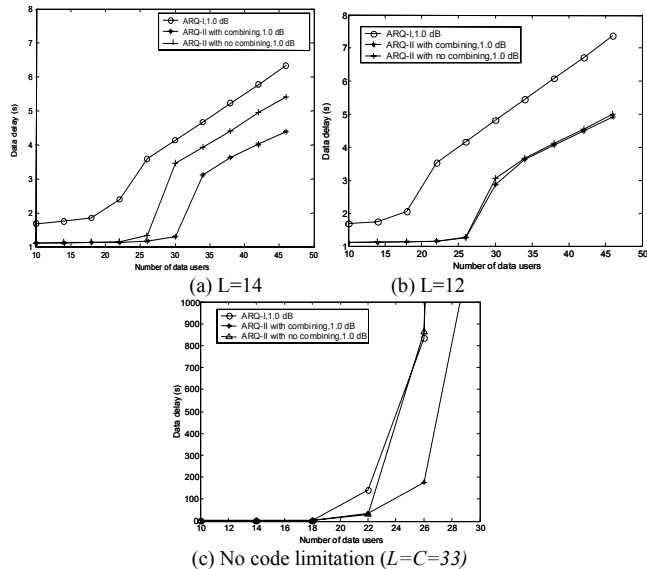 ARQ-I,1.0 dB
ARQ-II with combining,1.0 dB
ARQ-II with no combining,1.0 dB
Data delay (s)
7
6
5
4
3
2
1
10 15 20 25 30 35 40 45 50
Number of data users
(a) L=14
ARQ-I,1.0 dB
ARQ-II with combining,1.0 dB
ARQ-II with no combining,1.0 dB
Data delay (s)
8
7
6
5
4
3
2
1
10 15 20 25 30 35 40 45 50
Number of data users
(b) L=12
ARQ-I,1.0 dB
ARQ-II with combining,1.0 dB
ARQ-II with no combining,1.0 dB
Data delay (s)
1000
900
800
700
600
500
400
300
200
100
0
10 12 14 16 18 20 22 24 26 28 30
Number of data users
(c) No code limitation (L=C=33)